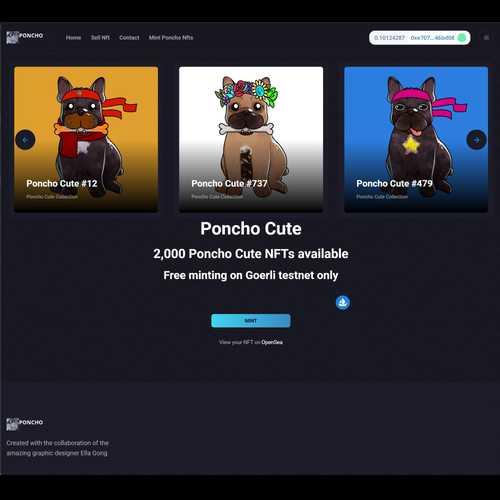 PONCHO
Home Sell Nft Contact Mint Poncho Nfts
0.10124287 0xe707...46bd08
Poncho Cute #12
Poncho Cute Collection
Poncho Cute #737
Poncho Cute Collection
Poncho Cute #479
Poncho Cute Collection
Poncho Cute
2,000 Poncho Cute NFTs available
Free minting on Goerli testnet only
MINT
View your NFT on OpenSea
PONCHO
Created with the collaboration of the
amazing graphic designer Ella Gong